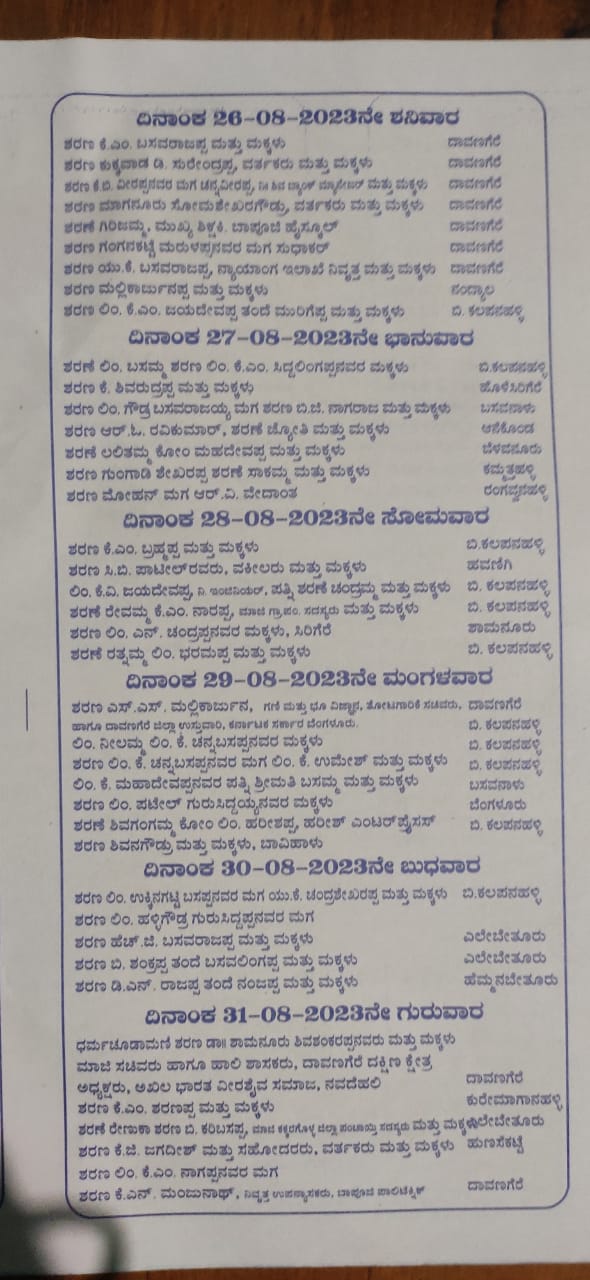 ದಿನಾಂಕ 26-08-2023ನೇ ಶನಿವಾರ
ಶರಣ ಕೆ.ಎಂ. ಬಸವರಾಜಪ್ಪ ಮತ್ತು ಮಕ್ಕಳು ದಾವಣಗೆರೆ
ಶರಣ ಕುಕ್ಕವಾಡ ಡಿ. ಸುರೇಂದ್ರಪ್ಪ, ವರ್ತಕರು ಮತ್ತು ಮಕ್ಕಳು ದಾವಣಗೆರೆ
ಶರಣ ಕೆ.ಬಿ. ವೀರಪ್ಪನವರ ಮಗ ಚನ್ನವೀರಪ್ಪ, ಶಿವ ಬ್ಯಾಂಕ್ ಮ್ಯಾನೇಜರ್ ಮತ್ತು ಮಕ್ಕಳು ದಾವಣಗೆರೆ
ಶರಣ ಮಾಗನೂರು ಸೋಮಶೇಖರಗೌಡ್ರು, ವರ್ತಕರು ಮತ್ತು ಮಕ್ಕಳು ದಾವಣಗೆರೆ
ಶರಣೆ ಗಿರಿಜಮ್ಮ, ಮುಖ್ಯ ಶಿಕ್ಷಕಿ. ಬಾಪೂಜಿ ಹೈಸ್ಕೂಲ್ ದಾವಣಗೆರೆ
ಶರಣ ಗಂಗನಕಟ್ಟೆ ಮರುಳಪ್ಪನವರ ಮಗ ಸುಧಾಕರ್ ದಾವಣಗೆರೆ
ಶರಣ ಯು.ಕೆ. ಬಸವರಾಜಪ್ಪ, ನ್ಯಾಯಾಂಗ ಇಲಾಖೆ ನಿವೃತ್ತ ಮತ್ತು ಮಕ್ಕಳು ದಾವಣಗೆರೆ
ಶರಣ ಮಲ್ಲಿಕಾರ್ಜುನಪ್ಪ ಮತ್ತು ಮಕ್ಕಳು ನಂದ್ಯಾಲ
ಶರಣ ಲಿಂ. ಕೆ.ಎಂ. ಜಯದೇವಪ್ಪ ತಂದೆ ಮುರಿಗೆಪ್ಪ ಮತ್ತು ಮಕ್ಕಳು ಬಿ. ಕಲಪನಹಳ್ಳಿ
ದಿನಾಂಕ 27-08-2023ನೇ ಭಾನುವಾರ
ಶರಣೆ ಲಿಂ. ಬಸಮ್ಮ ಶರಣ ಲಿಂ. ಕೆ.ಎಂ. ಸಿದ್ದಲಿಂಗಪ್ಪನವರ ಮಕ್ಕಳು ಬಿ.ಕಲಪನಹಳ್ಳಿ
ಶರಣ ಕೆ. ಶಿವರುದ್ರಪ್ಪ ಮತ್ತು ಮಕ್ಕಳು ಹೊಳೆಸಿರಿಗೆರೆ
ಶರಣ ಲಿಂ. ಗೌಡ್ರ ಬಸವರಾಜಯ್ಯ ಮಗ ಶರಣ ಬಿ.ಜಿ. ನಾಗರಾಜ ಮತ್ತು ಮಕ್ಕಳು ಬಸವನಾಳು
ಶರಣ ಆರ್.ಓ. ರವಿಕುಮಾರ್, ಶರಣೆ ಜ್ಯೋತಿ ಮತ್ತು ಮಕ್ಕಳು ಆನೆಕೊಂಡ
ಶರಣೆ ಲಲಿತಮ್ಮ ಕೋಂ ಮಹದೇವಪ್ಪ ಮತ್ತು ಮಕ್ಕಳು ಬೆಳವನೂರು
ಶರಣ ಗುಂಗಾಡಿ ಶೇಖರಪ್ಪ ಶರಣೆ ಸಾಕಮ್ಮ ಮತ್ತು ಮಕ್ಕಳು ಕಮ್ಮತ್ತಹಳ್ಳಿ
ಶರಣ ಮೋಹನ್ ಮಗ ಆರ್.ವಿ. ವೇದಾಂತ ರಂಗಪ್ಪನಹಳ್ಳಿ
ದಿನಾಂಕ 28-08-2023ನೇ ಸೋಮವಾರ
ಶರಣ ಕೆ.ಎಂ. ಬ್ರಹ್ಮಪ್ಪ ಮತ್ತು ಮಕ್ಕಳು ಬಿ.ಕಲಪನಹಳ್ಳಿ
ಶರಣ ಸಿ.ಬಿ. ಪಾಟೀಲ್‌ರವರು, ವಕೀಲರು ಮತ್ತು ಮಕ್ಕಳು ಹವಣಗಿ
ಲಿಂ. ಕೆ.ವಿ. ಜಯದೇವಪ್ಪ, ನಿ. ಇಂಜಿನಿಯರ್, ಪತ್ನಿ ಶರಣೆ ಚಂದ್ರಮ್ಮ ಮತ್ತು ಮಕ್ಕಳು ಬಿ. ಕಲಪನಹಳ್ಳಿ
ಶರಣೆ ರೇವಮ್ಮ ಕೆ.ಎಂ. ನಾರಪ್ಪ, ಮಾಜಿ ಗ್ರಾ.ಪಂ. ಸದಸ್ಯರು ಮತ್ತು ಮಕ್ಕಳು ಬಿ. ಕಲಪನಹಳ್ಳಿ
ಶರಣ ಲಿಂ. ಎನ್. ಚಂದ್ರಪ್ಪನವರ ಮಕ್ಕಳು, ಸಿರಿಗೆರೆ ಶಾಮನೂರು
ಶರಣೆ ರತ್ನಮ್ಮ ಲಿಂ. ಭರಮಪ್ಪ ಮತ್ತು ಮಕ್ಕಳು ಬಿ. ಕಲಪನಹಳ್ಳಿ
ದಿನಾಂಕ 29-08-2023ನೇ ಮಂಗಳವಾರ
ಶರಣ ಎಸ್.ಎಸ್. ಮಲ್ಲಿಕಾರ್ಜುನ, ಗಣಿ ಮತ್ತು ಭೂ ವಿಜ್ಞಾನ, ತೋಟಗಾರಿಕೆ ಸಚಿವರು, ದಾವಣಗೆರೆ
ಹಾಗೂ ದಾವಣಗೆರೆ ಜಿಲ್ಲಾ ಉಸ್ತುವಾರಿ, ಕರ್ನಾಟಕ ಸರ್ಕಾರ ಬೆಂಗಳೂರು. ಬಿ. ಕಲಪನಹಳ್ಳಿ
ಲಿಂ. ನೀಲಮ್ಮ ಲಿಂ. ಕೆ. ಚನ್ನಬಸಪ್ಪನವರ ಮಕ್ಕಳು ಬಿ. ಕಲಪನಹಳ್ಳಿ
ಶರಣ ಲಿಂ. ಕೆ. ಚನ್ನಬಸಪ್ಪನವರ ಮಗ ಲಿಂ. ಕೆ. ಉಮೇಶ್ ಮತ್ತು ಮಕ್ಕಳು ಬಿ. ಕಲಪನಹಳ್ಳಿ
ಲಿಂ. ಕೆ. ಮಹಾದೇವಪ್ಪನವರ ಪತ್ನಿ ಶ್ರೀಮತಿ ಬಸಮ್ಮ ಮತ್ತು ಮಕ್ಕಳು ಬಸವನಾಳು
ಶರಣ ಲಿಂ. ಪಟೇಲ್ ಗುರುಸಿದ್ದಯ್ಯನವರ ಮಕ್ಕಳು ಬೆಂಗಳೂರು
ಶರಣೆ ಶಿವಗಂಗಮ್ಮ ಕೋಂ ಲಿಂ. ಹರೀಶಪ್ಪ, ಹರೀಶ್ ಎಂಟರ್‌ಪ್ರೈಸಸ್ ಬಿ. ಕಲಪನಹಳ್ಳಿ
ಶರಣ ಶಿವನಗೌಡ್ರು ಮತ್ತು ಮಕ್ಕಳು, ಬಾವಿಹಾಳು
ದಿನಾಂಕ 30-08-2023ನೇ ಬುಧವಾರ
ಶರಣ ಲಿಂ. ಉಕ್ಕಿನಗಟ್ಟಿ ಬಸಪ್ಪನವರ ಮಗ ಯು.ಕೆ. ಚಂದ್ರಶೇಖರಪ್ಪ ಮತ್ತು ಮಕ್ಕಳು ಬಿ.ಕಲಪನಹಳ್ಳಿ
ಶರಣ ಲಿಂ. ಹಳ್ಳಿಗೌಡ್ರ ಗುರುಸಿದ್ದಪ್ಪನವರ ಮಗ
ಶರಣ ಹೆಚ್.ಜಿ. ಬಸವರಾಜಪ್ಪ ಮತ್ತು ಮಕ್ಕಳು ಎಲೇಬೇತೂರು
ಶರಣ ಬಿ. ಶಂಕ್ರಪ್ಪ ತಂದೆ ಬಸವಲಿಂಗಪ್ಪ ಮತ್ತು ಮಕ್ಕಳು ಎಲೇಬೇತೂರು
ಶರಣ ಡಿ.ಎನ್. ರಾಜಪ್ಪ ತಂದೆ ನಂಜಪ್ಪ ಮತ್ತು ಮಕ್ಕಳು ಹೆಮ್ಮನಬೇತೂರು
ದಿನಾಂಕ 31-08-2023ನೇ ಗುರುವಾರ
ಧರ್ಮಚೂಡಾಮಣಿ ಶರಣ ಡಾ॥ ಶಾಮನೂರು ಶಿವಶಂಕರಪ್ಪನವರು ಮತ್ತು ಮಕ್ಕಳು
ಮಾಜಿ ಸಚಿವರು ಹಾಗೂ ಹಾಲಿ ಶಾಸಕರು, ದಾವಣಗೆರೆ ದಕ್ಷಿಣ ಕ್ಷೇತ್ರ
ಅಧ್ಯಕ್ಷರು, ಅಖಿಲ ಭಾರತ ವೀರಶೈವ ಸಮಾಜ, ನವದೆಹಲಿ ದಾವಣಗೆರೆ
ಶರಣ ಕೆ.ಎಂ. ಶರಣಪ್ಪ ಮತ್ತು ಮಕ್ಕಳು ಕುರೇಮಾಗಾನಹಳ್ಳಿ
ಶರಣೆ ರೇಣುಕಾ ಶರಣ ಬಿ. ಕರಿಬಸಪ್ಪ, ಮಾಜಿ ಕಕ್ಕರಗೊಳ್ಳ ಜಿಲ್ಲಾ ಪಂಚಾಯ್ತಿ ಸದಸ್ಯರು ಮತ್ತು ಮಕ್ಕಳು ಎಲೇಬೇತೂರು
ಶರಣ ಕೆ.ಜಿ. ಜಗದೀಶ್ ಮತ್ತು ಸಹೋದರರು, ವರ್ತಕರು ಮತ್ತು ಮಕ್ಕಳು ಹುಣಸೆಕಟ್ಟೆ
ಶರಣ ಲಿಂ. ಕೆ.ಎಂ. ನಾಗಪ್ಪನವರ ಮಗ
ಶರಣ ಕೆ.ಎನ್. ಮಂಜುನಾಥ್, ನಿವೃತ್ತ ಉಪನ್ಯಾಸಕರು, ಬಾಪೂಜಿ ಪಾಲಿಟೆಕ್ನಿಕ್ ದಾವಣಗೆರೆ